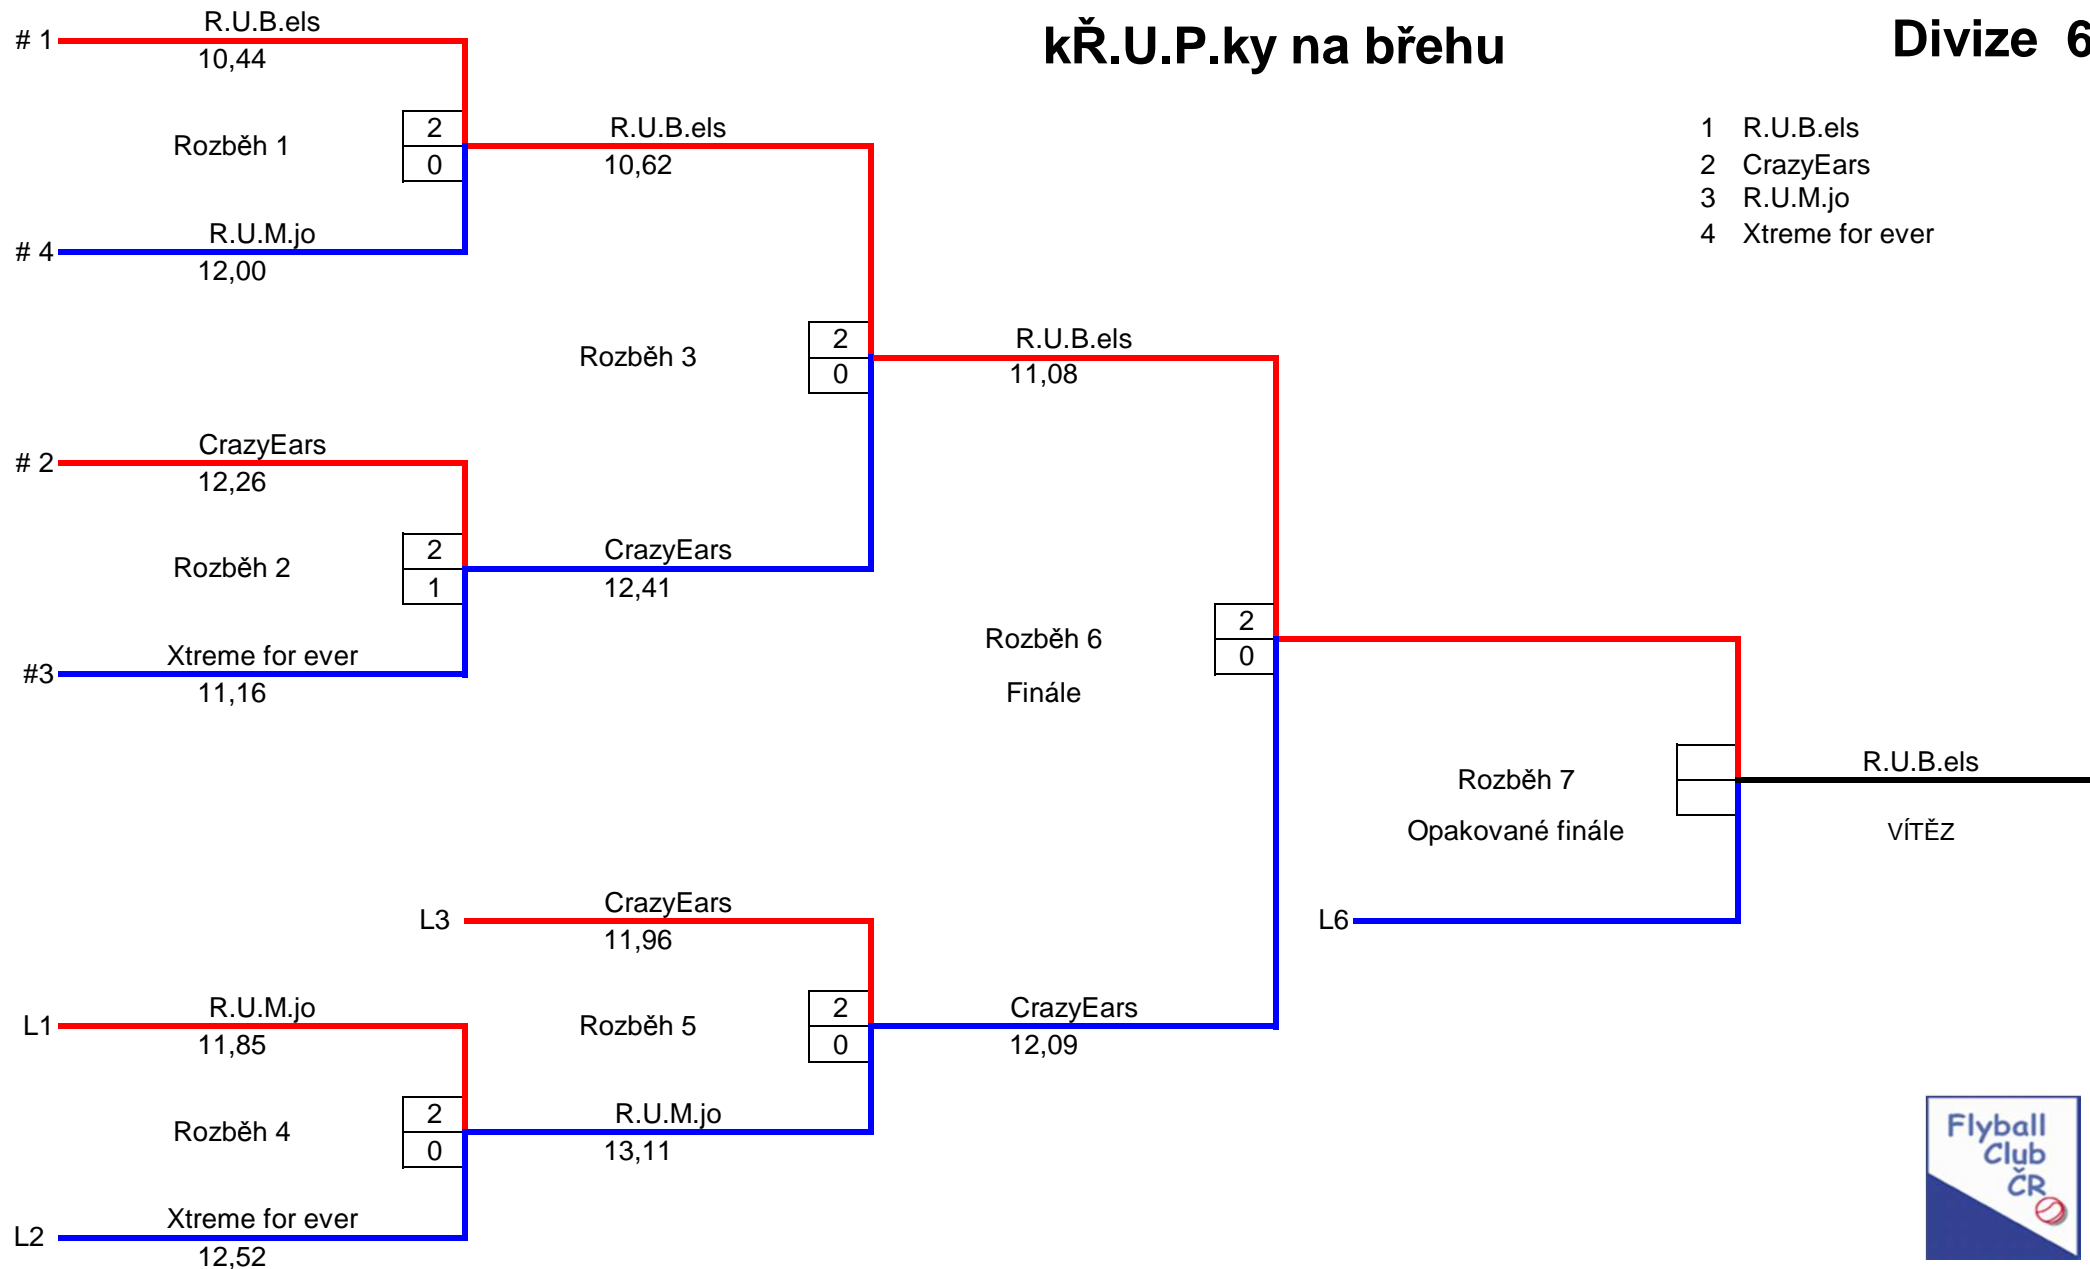 kŘ.U.P.ky na břehu
Divize 6
# 1
R.U.B.els
10,44
Rozběh 1
2
0
# 4
R.U.M.jo
12,00
R.U.B.els
10,62
1 R.U.B.els
2 CrazyEars
3 R.U.M.jo
4 Xtreme for ever
Rozběh 3
2
0
R.U.B.els
11,08
# 2
CrazyEars
12,26
Rozběh 2
2
1
#3
Xtreme for ever
11,16
CrazyEars
12,41
Rozběh 6
Finále
2
0
Rozběh 7
Opakované finále
R.U.B.els
VÍTĚZ
L3
CrazyEars
11,96
L6
L1
R.U.M.jo
11,85
Rozběh 5
2
0
CrazyEars
12,09
Rozběh 4
2
0
R.U.M.jo
13,11
L2
Xtreme for ever
12,52
Flyball
Club
ČR